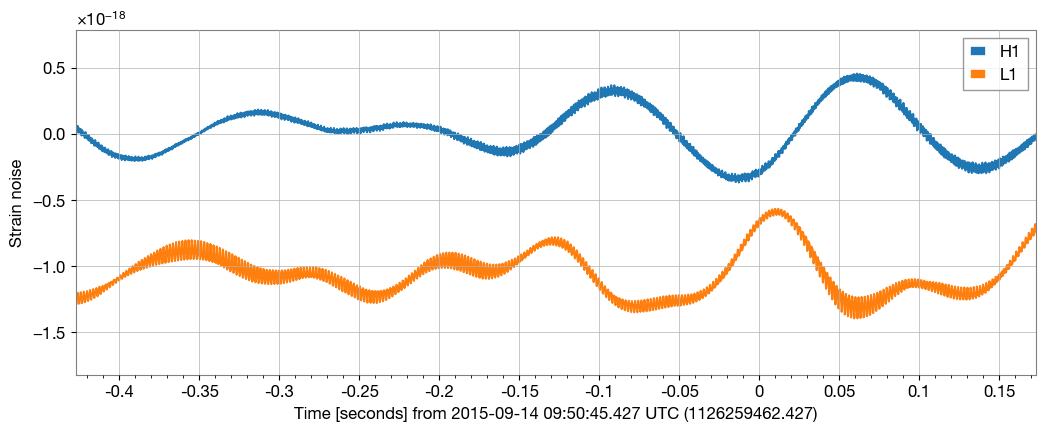 ×10⁻¹⁸
H1
L1
0.5
0.0
−0.5
−1.0
−1.5
Strain noise
-0.4 -0.35 -0.3 -0.25 -0.2 -0.15 -0.1 -0.05 0 0.05 0.1 0.15
Time [seconds] from 2015-09-14 09:50:45.427 UTC (1126259462.427)